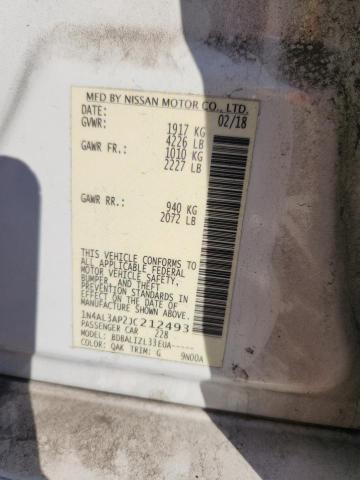 MFD BY NISSAN MOTOR CO., LTD.
DATE: 02/18
GVWR: 1917 KG
4226 LB
GAWR FR.: 1010 KG
2227 LB
GAWR RR.: 940 KG
2072 LB
THIS VEHICLE CONFORMS TO
ALL APPLICABLE FEDERAL
MOTOR VEHICLE SAFETY,
BUMPER, AND THEFT
PREVENTION STANDARDS IN
EFFECT ON THE DATE OF
MANUFACTURE SHOWN ABOVE.
1N4AL3AP2JC212493
PASSENGER CAR 228
MODEL: BDBALIZL33EUA-----
COLOR: QAK TRIM: G 9N00A